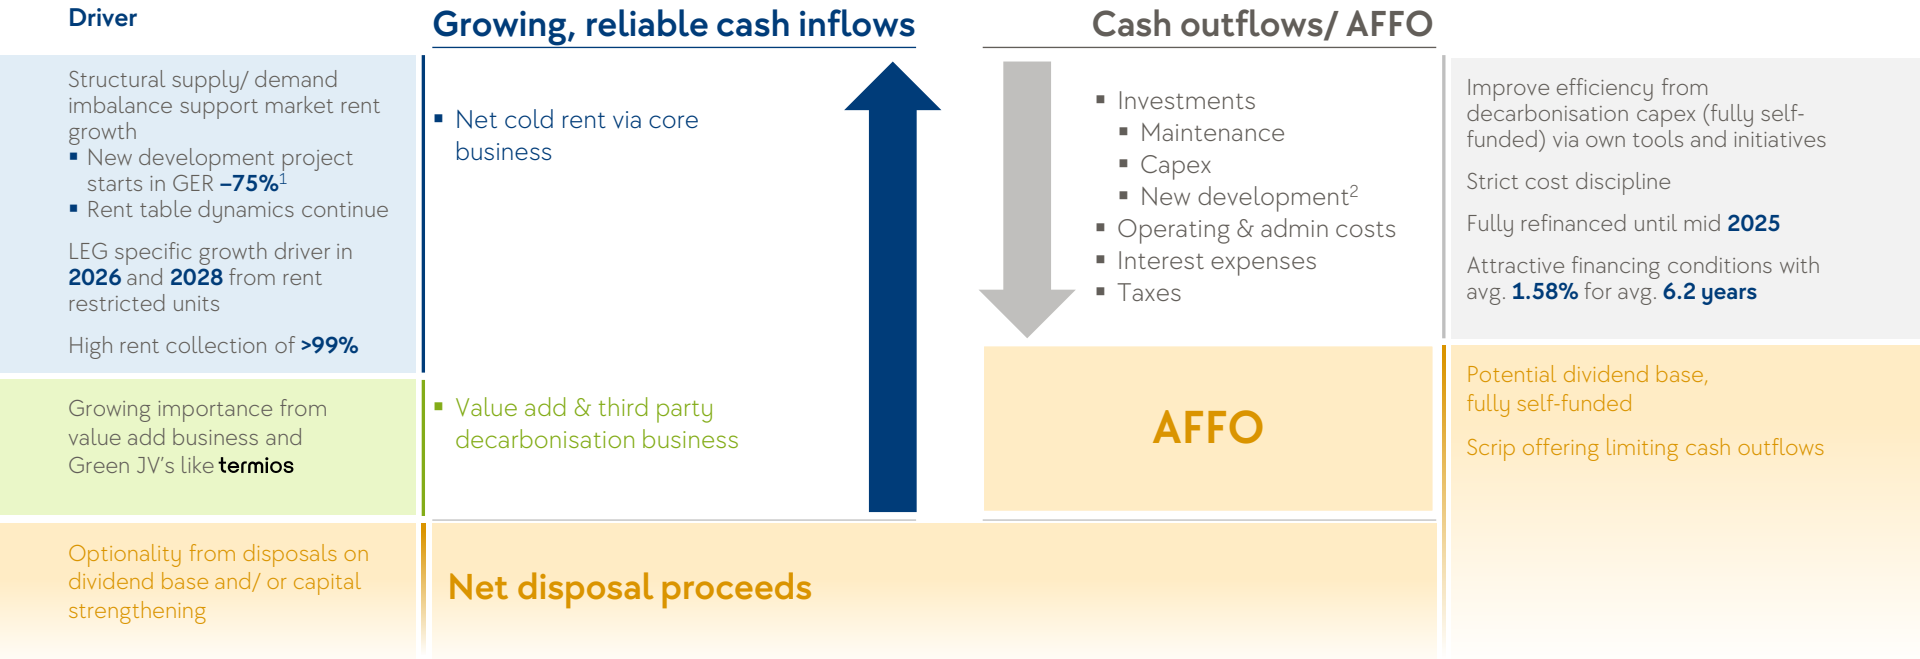 Driver
Growing, reliable cash inflows
Cash outflows/ AFFO
Structural supply/ demand
imbalance support market rent
growth
▪ New development project
starts in GER –75%¹
▪ Rent table dynamics continue
LEG specific growth driver in
2026 and 2028 from rent
restricted units
High rent collection of >99%
▪ Net cold rent via core
business
▪ Investments
▪ Maintenance
▪ Capex
▪ New development²
▪ Operating & admin costs
▪ Interest expenses
▪ Taxes
Improve efficiency from
decarbonisation capex (fully self-
funded) via own tools and initiatives
Strict cost discipline
Fully refinanced until mid 2025
Attractive financing conditions with
avg. 1.58% for avg. 6.2 years
Growing importance from
value add business and
Green JV's like termios
▪ Value add & third party
decarbonisation business
AFFO
Potential dividend base,
fully self-funded
Scrip offering limiting cash outflows
Optionality from disposals on
dividend base and/ or capital
strengthening
Net disposal proceeds